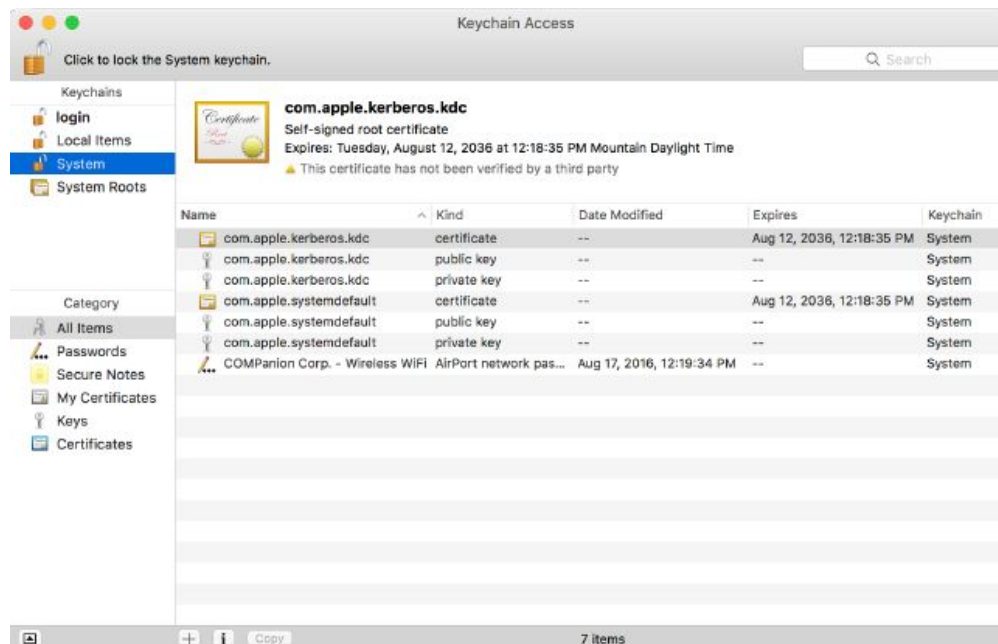 Keychain Access
Click to lock the System keychain.
Search
Keychains
login
Local Items
System
System Roots
Certificate
Root
com.apple.kerberos.kdc
Self-signed root certificate
Expires: Tuesday, August 12, 2036 at 12:18:35 PM Mountain Daylight Time
This certificate has not been verified by a third party
Name Kind Date Modified Expires Keychain
com.apple.kerberos.kdc certificate -- Aug 12, 2036, 12:18:35 PM System
com.apple.kerberos.kdc public key -- -- System
com.apple.kerberos.kdc private key -- -- System
com.apple.systemdefault certificate -- Aug 12, 2036, 12:18:35 PM System
com.apple.systemdefault public key -- -- System
com.apple.systemdefault private key -- -- System
COMPanion Corp. - Wireless WiFi AirPort network pas... Aug 17, 2016, 12:19:34 PM -- System
Category
All Items
Passwords
Secure Notes
My Certificates
Keys
Certificates
+ i Copy 7 items